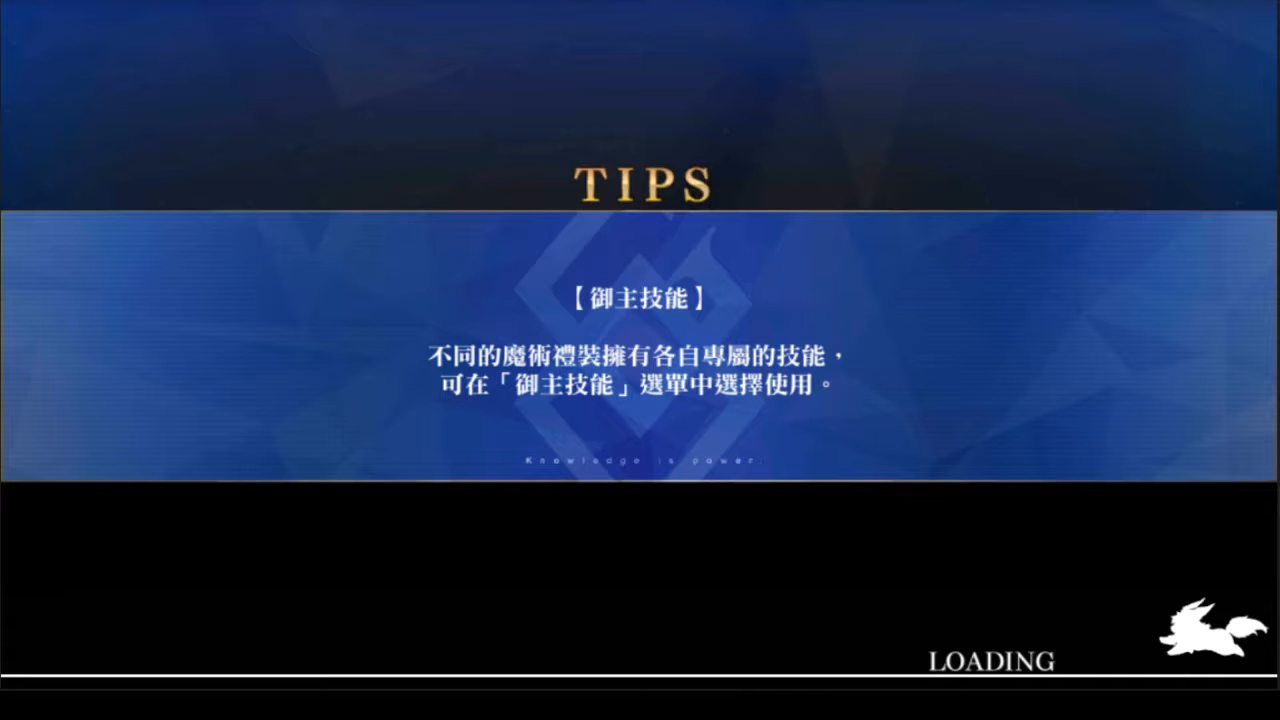 TIPS
【御主技能】
不同的魔術禮裝擁有各自專屬的技能，
可在「御主技能」選單中選擇使用。
Knowledge is power.
LOADING